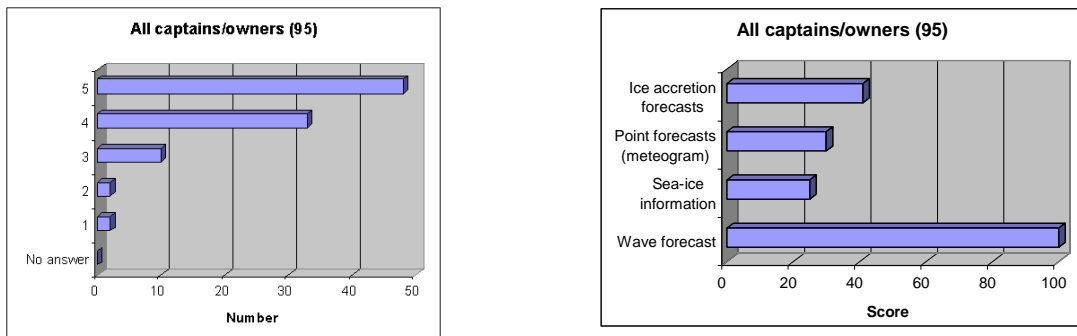 All captains/owners (95)
5
4
3
2
1
No answer
0 10 20 30 40 50
Number
All captains/owners (95)
Ice accretion
forecasts
Point forecasts
(meteogram)
Sea-ice
information
Wave forecast
0 20 40 60 80 100
Score